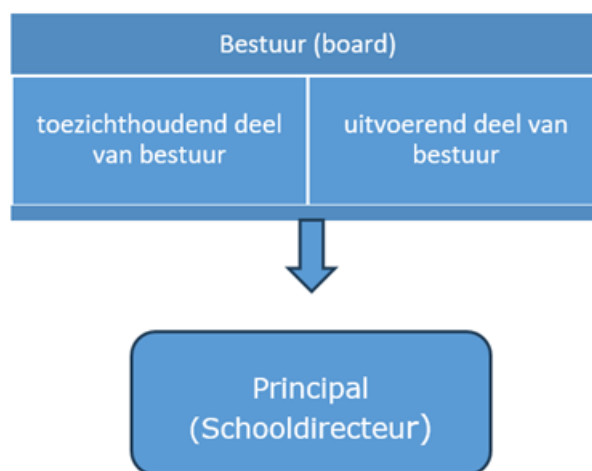 Bestuur (board)
toezichthoudend deel
van bestuur
uitvoerend deel van
bestuur
Principal
(Schooldirecteur)